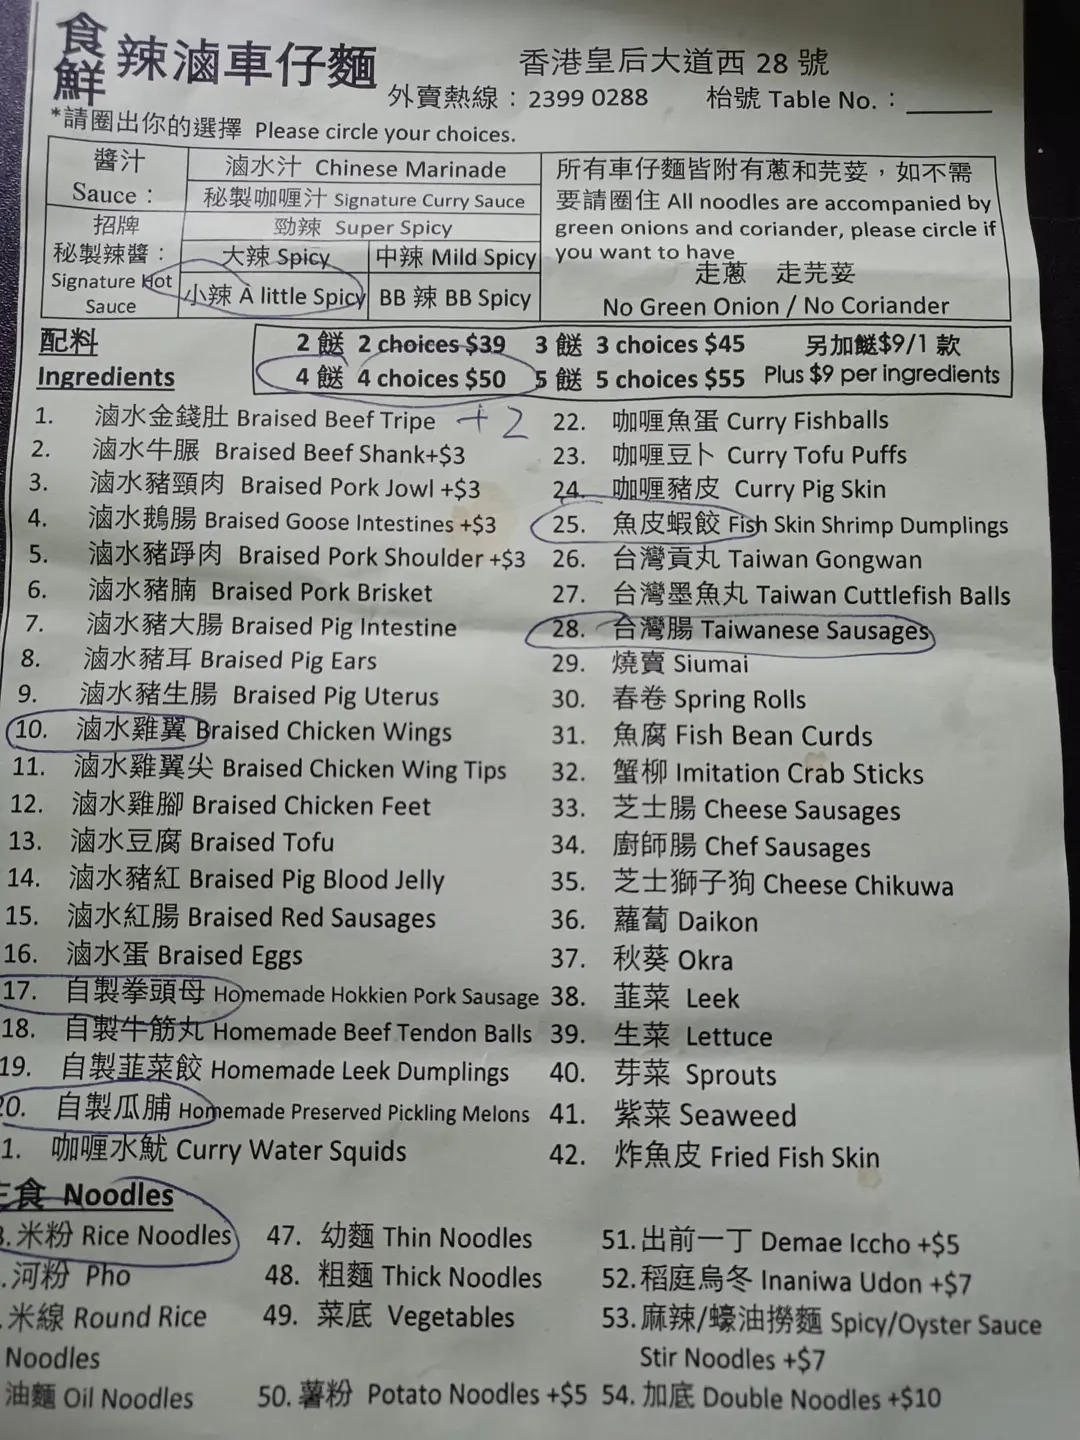 食鮮 辣滷車仔麵
香港皇后大道西 28 號
外賣熱線：2399 0288 枱號 Table No.：
*請圈出你的選擇 Please circle your choices.
醬汁
Sauce：
滷水汁 Chinese Marinade
秘製咖喱汁 Signature Curry Sauce
招牌
秘製辣醬：
Signature Hot
Sauce
勁辣 Super Spicy
大辣 Spicy
中辣 Mild Spicy
小辣 A little Spicy
BB 辣 BB Spicy
所有車仔麵皆附有蔥和芫荽，如不需
要請圈住 All noodles are accompanied by
green onions and coriander, please circle if
you want to have
走蔥 走芫荽
No Green Onion / No Coriander
配料
Ingredients
2 餸 2 choices $39 3 餸 3 choices $45 另加餸$9/1 款
4 餸 4 choices $50 5 餸 5 choices $55 Plus $9 per ingredients
+2
1. 滷水金錢肚 Braised Beef Tripe
2. 滷水牛𦟌 Braised Beef Shank+$3
3. 滷水豬頸肉 Braised Pork Jowl +$3
4. 滷水鵝腸 Braised Goose Intestines +$3
5. 滷水豬踭肉 Braised Pork Shoulder +$3
6. 滷水豬腩 Braised Pork Brisket
7. 滷水豬大腸 Braised Pig Intestine
8. 滷水豬耳 Braised Pig Ears
9. 滷水豬生腸 Braised Pig Uterus
10. 滷水雞翼 Braised Chicken Wings
11. 滷水雞翼尖 Braised Chicken Wing Tips
12. 滷水雞腳 Braised Chicken Feet
13. 滷水豆腐 Braised Tofu
14. 滷水豬紅 Braised Pig Blood Jelly
15. 滷水紅腸 Braised Red Sausages
16. 滷水蛋 Braised Eggs
17. 自製拳頭母 Homemade Hokkien Pork Sausage
18. 自製牛筋丸 Homemade Beef Tendon Balls
19. 自製韮菜餃 Homemade Leek Dumplings
20. 自製瓜脯 Homemade Preserved Pickling Melons
1. 咖喱水魷 Curry Water Squids
22. 咖喱魚蛋 Curry Fishballs
23. 咖喱豆卜 Curry Tofu Puffs
24. 咖喱豬皮 Curry Pig Skin
25. 魚皮蝦餃 Fish Skin Shrimp Dumplings
26. 台灣貢丸 Taiwan Gongwan
27. 台灣墨魚丸 Taiwan Cuttlefish Balls
28. 台灣腸 Taiwanese Sausages
29. 燒賣 Siumai
30. 春卷 Spring Rolls
31. 魚腐 Fish Bean Curds
32. 蟹柳 Imitation Crab Sticks
33. 芝士腸 Cheese Sausages
34. 廚師腸 Chef Sausages
35. 芝士獅子狗 Cheese Chikuwa
36. 蘿蔔 Daikon
37. 秋葵 Okra
38. 韮菜 Leek
39. 生菜 Lettuce
40. 芽菜 Sprouts
41. 紫菜 Seaweed
42. 炸魚皮 Fried Fish Skin
主食 Noodles
3. 米粉 Rice Noodles
. 河粉 Pho
. 米線 Round Rice
Noodles
油麵 Oil Noodles
47. 幼麵 Thin Noodles
48. 粗麵 Thick Noodles
49. 菜底 Vegetables
50. 薯粉 Potato Noodles +$5
51. 出前一丁 Demae Iccho +$5
52. 稻庭烏冬 Inaniwa Udon +$7
53. 麻辣/蠔油撈麵 Spicy/Oyster Sauce
Stir Noodles +$7
54. 加底 Double Noodles +$10